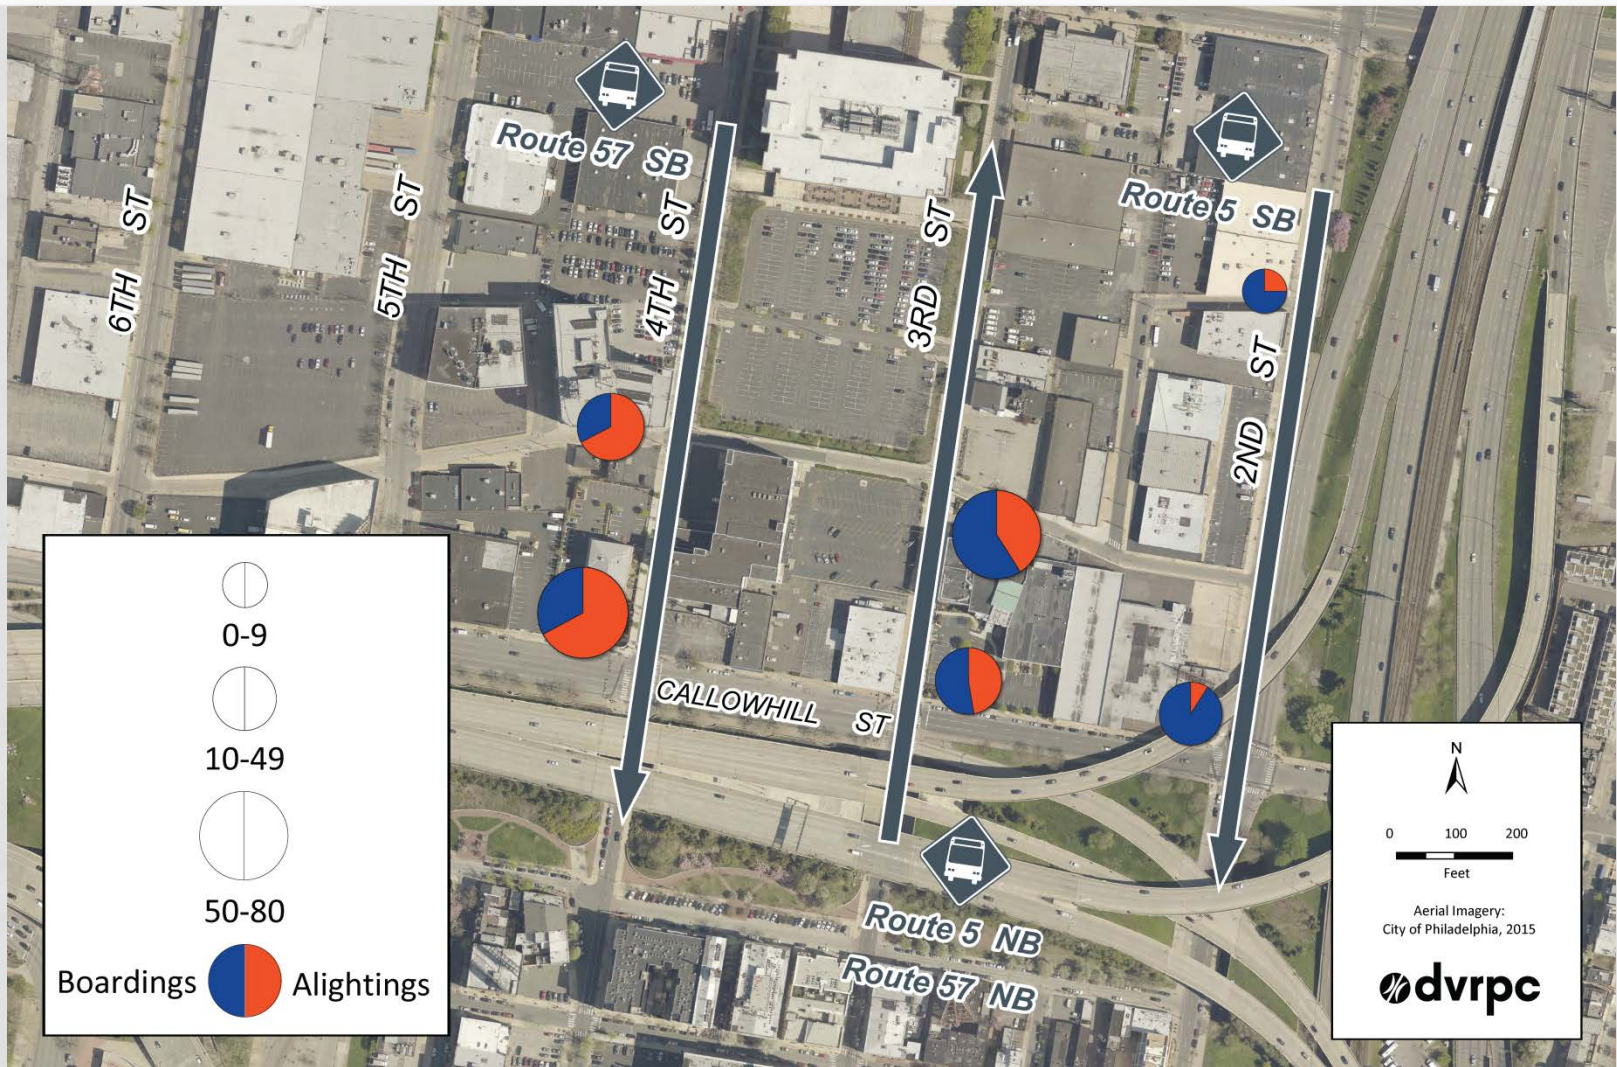 Route 57 SB
Route 5 SB
6TH ST
5TH ST
4TH ST
3RD ST
2ND ST
CALLOWHILL ST
Route 5 NB
Route 57 NB
0-9
10-49
50-80
Boardings Alightings
N
0 100 200
Feet
Aerial Imagery:
City of Philadelphia, 2015
dvrpc